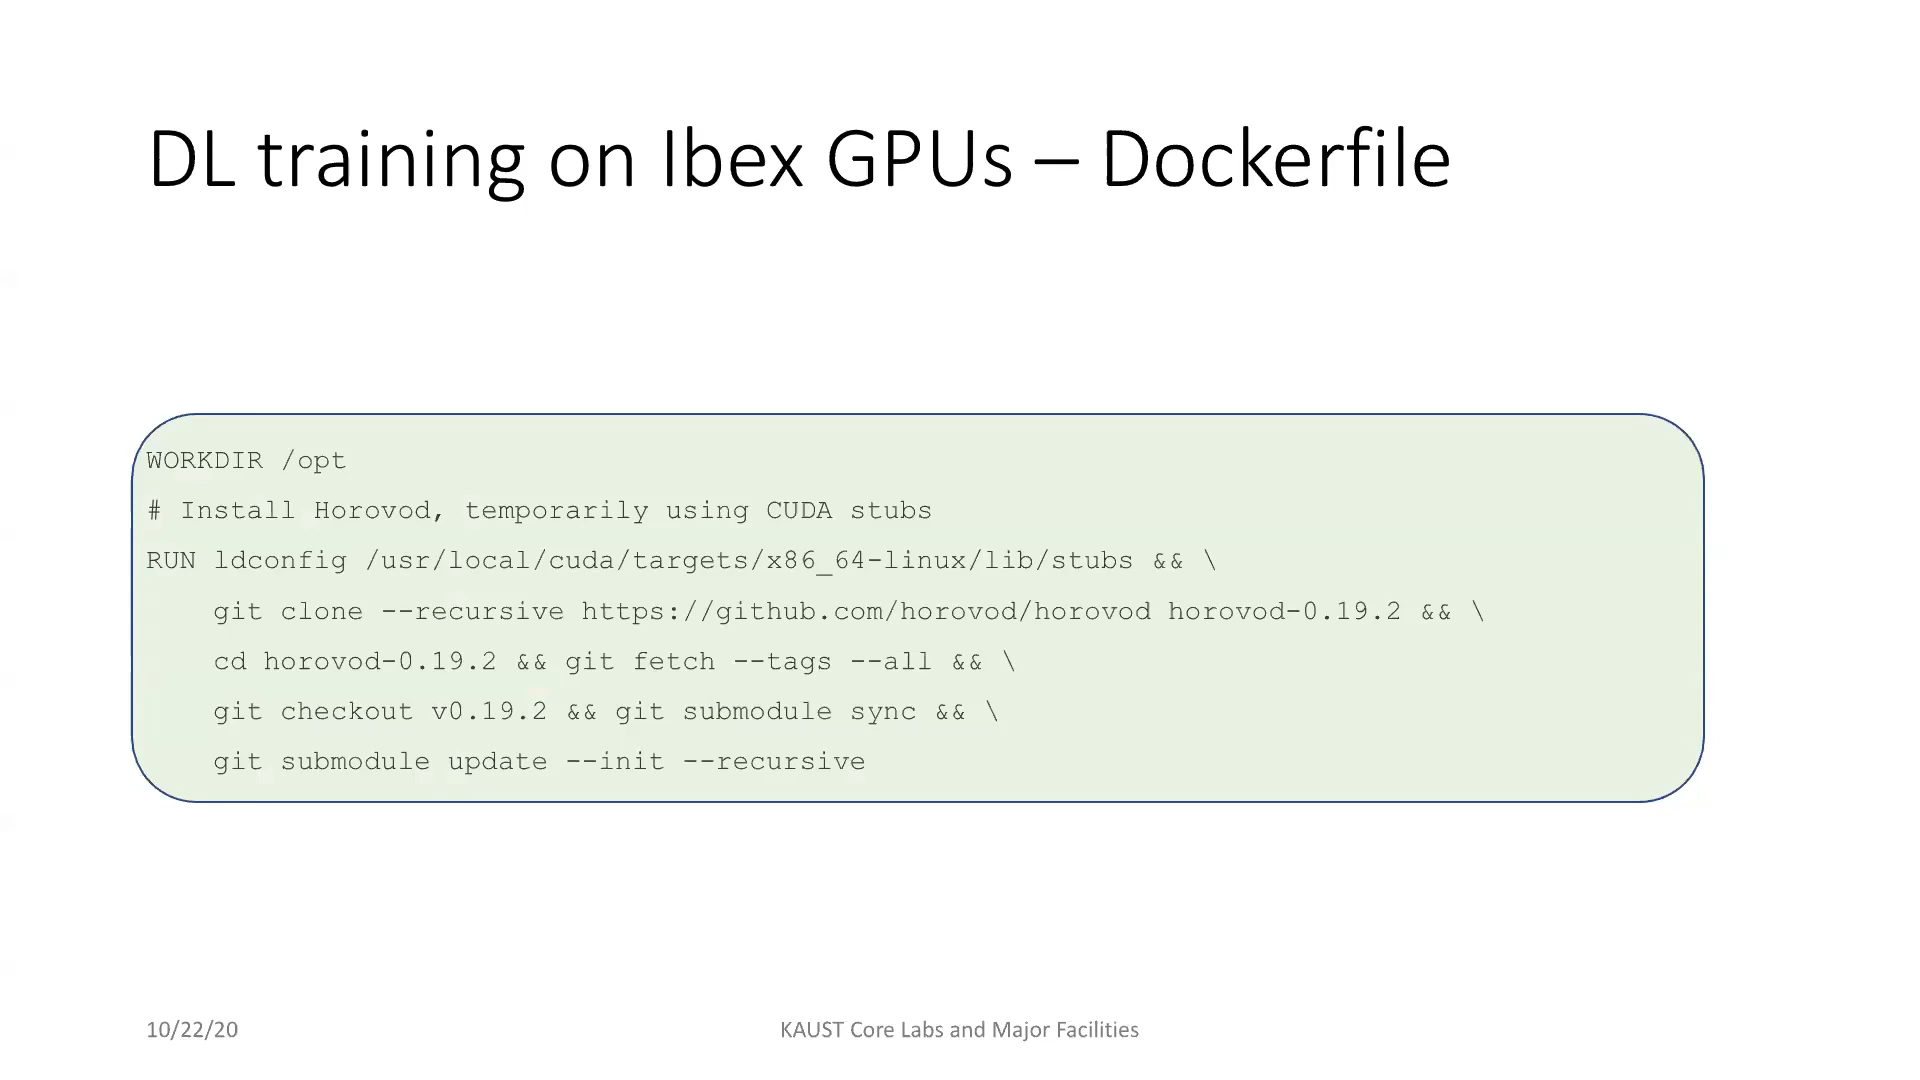 DL training on Ibex GPUs – Dockerfile
WORKDIR /opt
# Install Horovod, temporarily using CUDA stubs
RUN ldconfig /usr/local/cuda/targets/x86_64-linux/lib/stubs && \
    git clone --recursive https://github.com/horovod/horovod horovod-0.19.2 && \
    cd horovod-0.19.2 && git fetch --tags --all && \
    git checkout v0.19.2 && git submodule sync && \
    git submodule update --init --recursive
10/22/20
KAUST Core Labs and Major Facilities